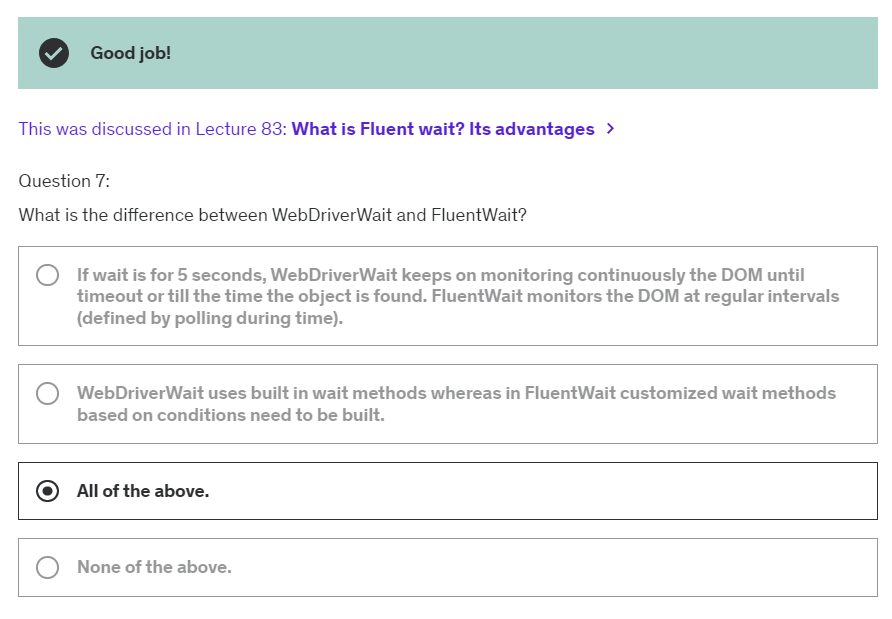 Good job!
This was discussed in Lecture 83: What is Fluent wait? Its advantages >
Question 7:
What is the difference between WebDriverWait and FluentWait?
If wait is for 5 seconds, WebDriverWait keeps on monitoring continuously the DOM until
timeout or till the time the object is found. FluentWait monitors the DOM at regular intervals
(defined by polling during time).
WebDriverWait uses built in wait methods whereas in FluentWait customized wait methods
based on conditions need to be built.
All of the above.
None of the above.